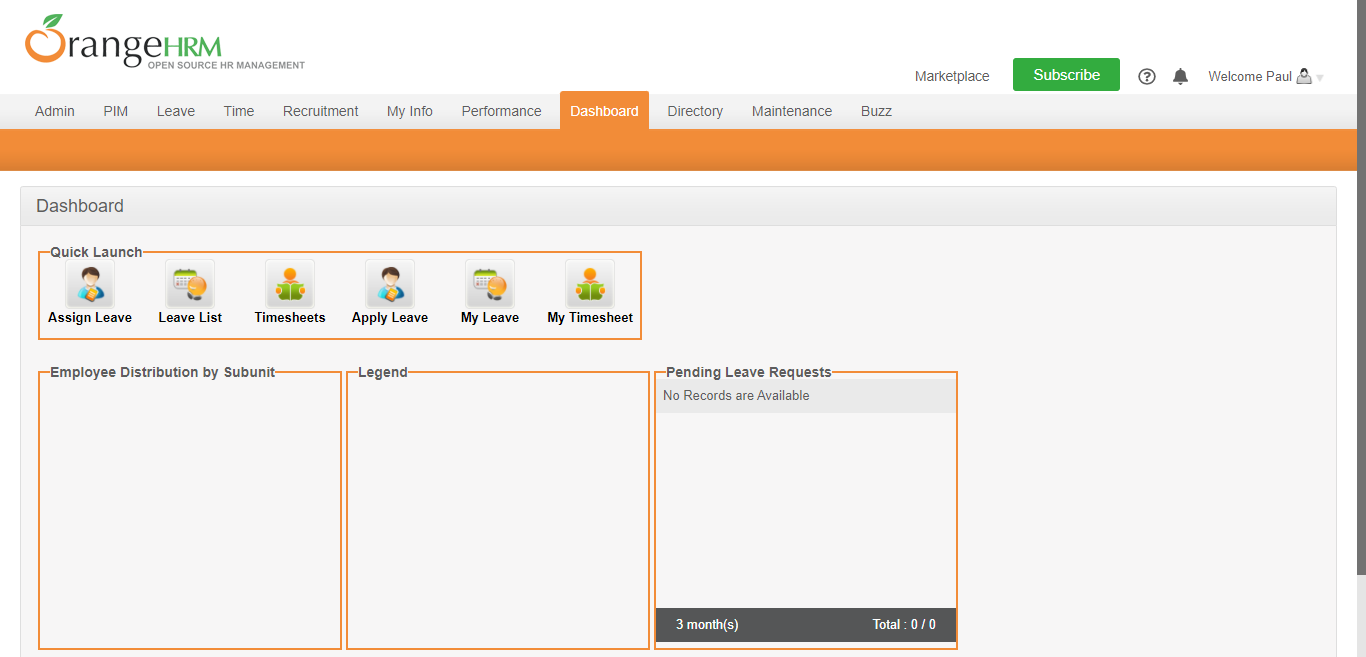 OrangeHRM
OPEN SOURCE HR MANAGEMENT
Marketplace Subscribe Welcome Paul
Admin PIM Leave Time Recruitment My Info Performance Dashboard Directory Maintenance Buzz
Dashboard
Quick Launch
Assign Leave Leave List Timesheets Apply Leave My Leave My Timesheet
Employee Distribution by Subunit Legend Pending Leave Requests
No Records are Available
3 month(s) Total : 0 / 0